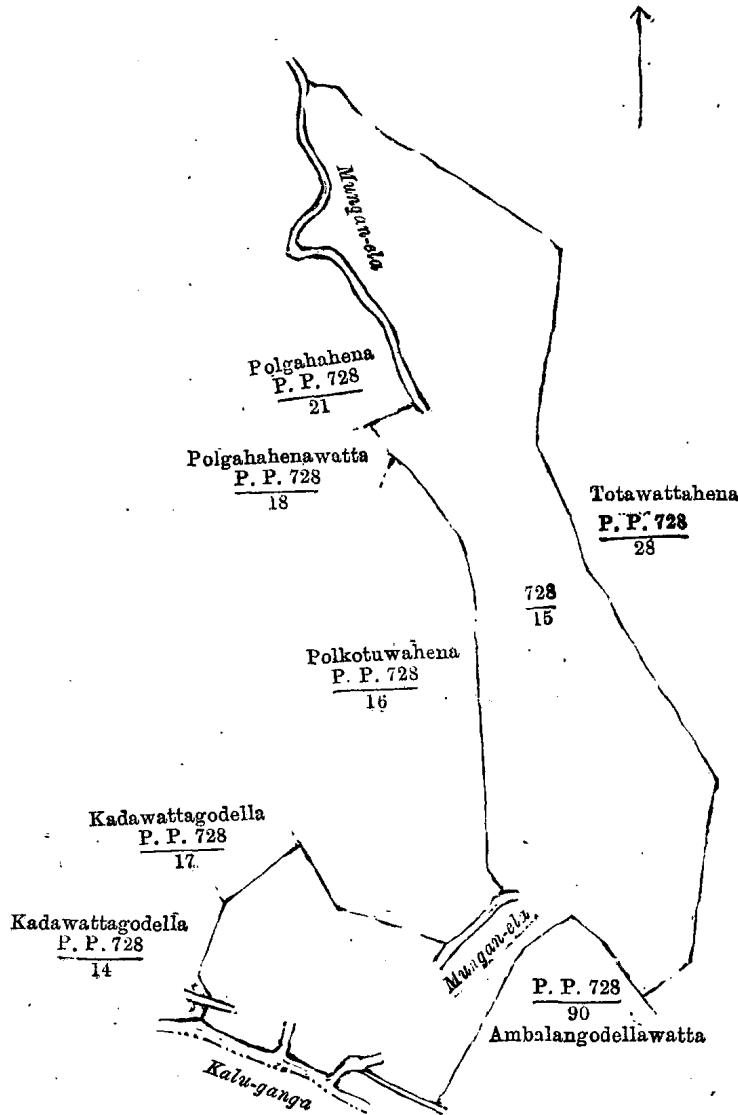 Mungan-ela
Polgahahena
P. P. 728
21
Polgahahenawatta
P. P. 728
18
Totawattahena
P. P. 728
28
728
15
Polkotuwahena
P. P. 728
16
Kadawattagodella
P. P. 728
17
Kadawattagodella
P. P. 728
14
Mungan-ela
P. P. 728
90
Ambalangodellawatta
Kalu-ganga